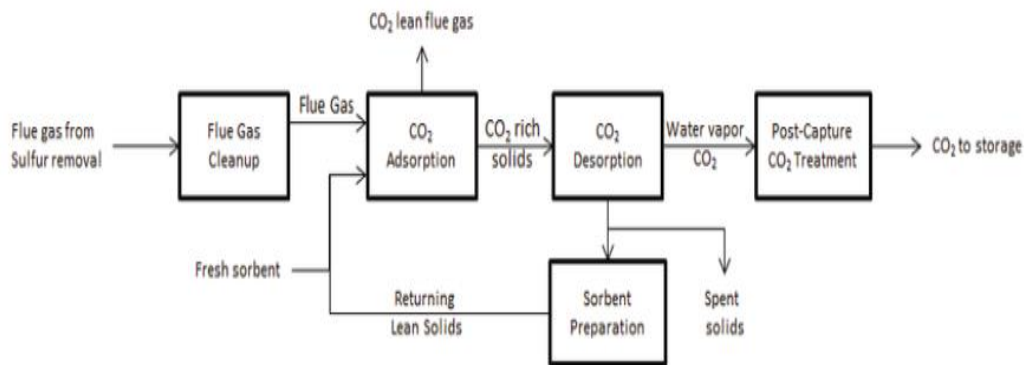 CO₂ lean flue gas
Flue gas from
Sulfur removal
Flue Gas
Cleanup
Flue Gas
CO₂
Adsorption
CO₂ rich
solids
CO₂
Desorption
Water vapor
CO₂
Post-Capture
CO₂ Treatment
CO₂ to storage
Fresh sorbent
Returning
Lean Solids
Sorbent
Preparation
Spent
solids